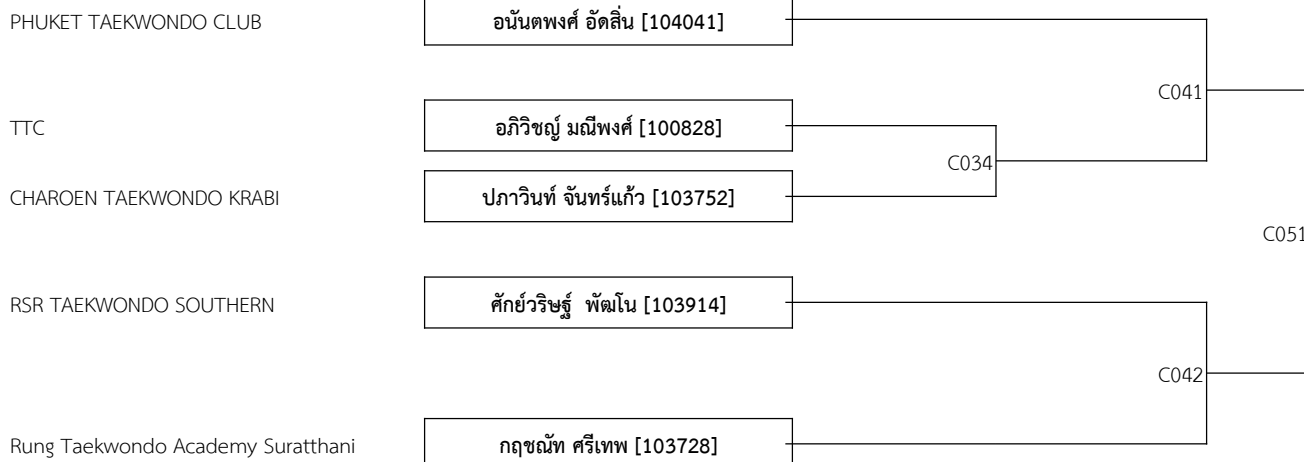 PHUKET TAEKWONDO CLUB
อนันตพงศ์ อัดสิ่น [104041]
C041
TTC
อภิวิชญ์ มณีพงศ์ [100828]
C034
CHAROEN TAEKWONDO KRABI
ปภาวินท์ จันทร์แก้ว [103752]
C051
RSR TAEKWONDO SOUTHERN
ศักย์วริษฐ์ พัฒโน [103914]
C042
Rung Taekwondo Academy Suratthani
กฤชณัท ศรีเทพ [103728]